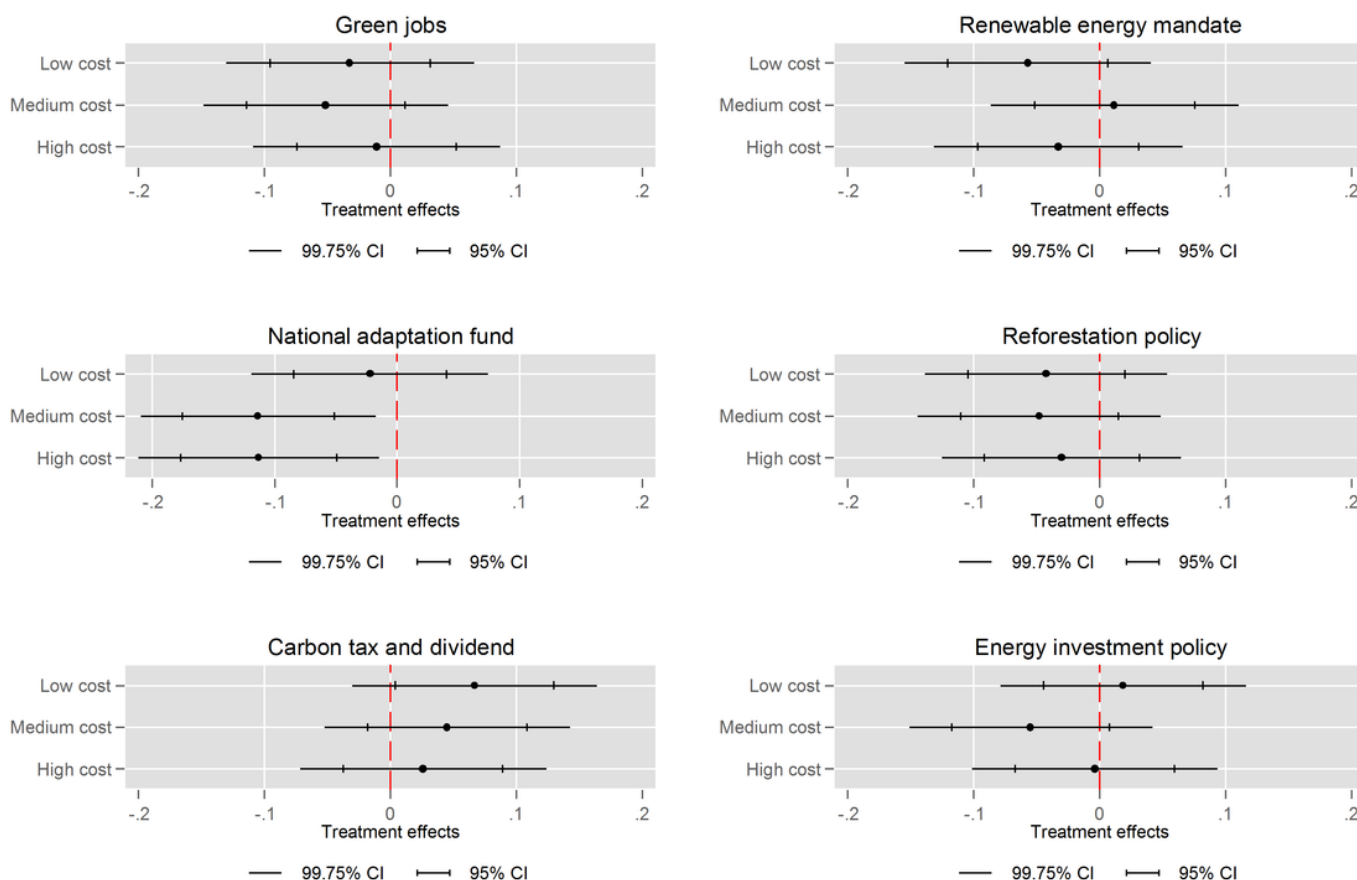 Green jobs
Low cost
Medium cost
High cost
-.2 -.1 0 .1 .2
Treatment effects
99.75% CI 95% CI
Renewable energy mandate
Low cost
Medium cost
High cost
-.2 -.1 0 .1 .2
Treatment effects
99.75% CI 95% CI
National adaptation fund
Low cost
Medium cost
High cost
-.2 -.1 0 .1 .2
Treatment effects
99.75% CI 95% CI
Reforestation policy
Low cost
Medium cost
High cost
-.2 -.1 0 .1 .2
Treatment effects
99.75% CI 95% CI
Carbon tax and dividend
Low cost
Medium cost
High cost
-.2 -.1 0 .1 .2
Treatment effects
99.75% CI 95% CI
Energy investment policy
Low cost
Medium cost
High cost
-.2 -.1 0 .1 .2
Treatment effects
99.75% CI 95% CI